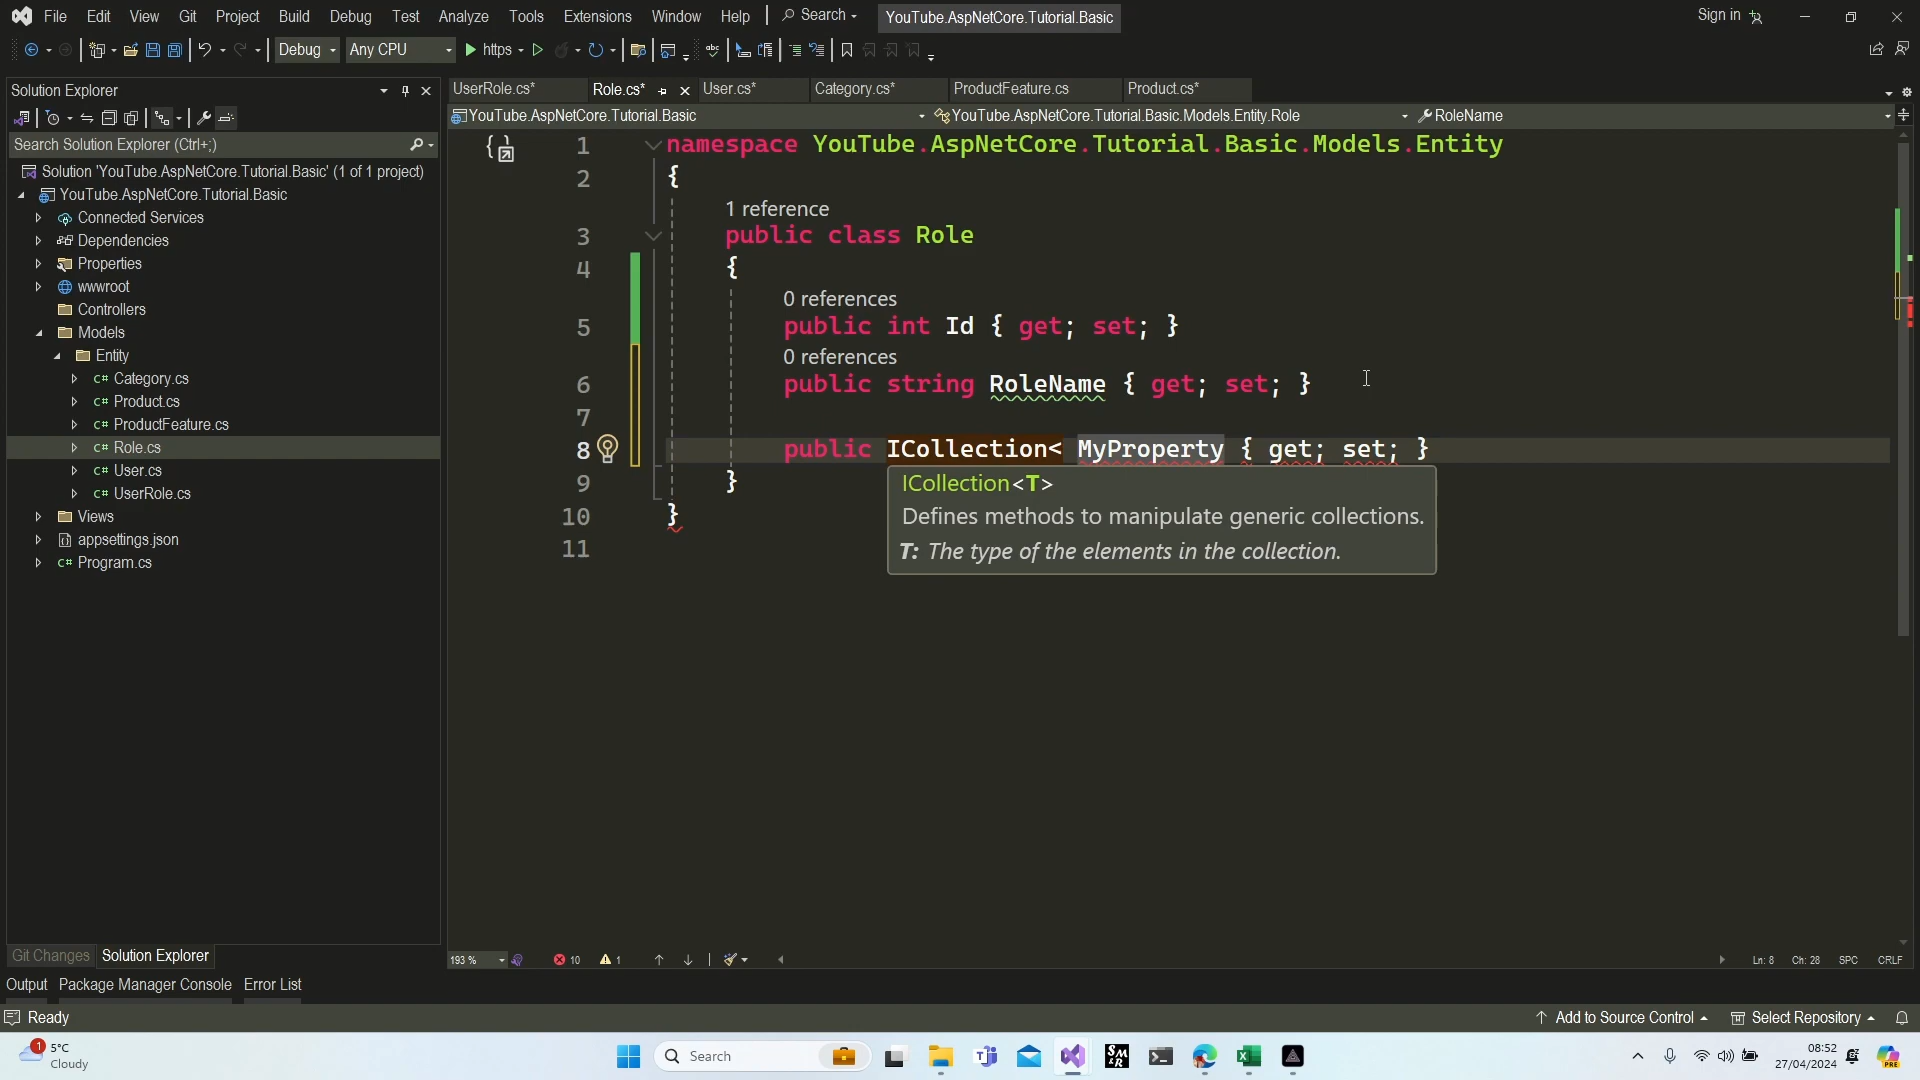 File Edit View Git Project Build Debug Test Analyze Tools Extensions Window Help Search YouTube.AspNetCore.Tutorial.Basic Sign in
Debug Any CPU https
Solution Explorer
Search Solution Explorer (Ctrl+;)
Solution 'YouTube.AspNetCore.Tutorial.Basic' (1 of 1 project)
YouTube.AspNetCore.Tutorial.Basic
Connected Services
Dependencies
Properties
wwwroot
Controllers
Models
Entity
C# Category.cs
C# Product.cs
C# ProductFeature.cs
C# Role.cs
C# User.cs
C# UserRole.cs
Views
appsettings.json
C# Program.cs
Git Changes Solution Explorer
UserRole.cs* Role.cs* User.cs* Category.cs* ProductFeature.cs Product.cs*
YouTube.AspNetCore.Tutorial.Basic YouTube.AspNetCore.Tutorial.Basic.Models.Entity.Role RoleName
1 namespace YouTube.AspNetCore.Tutorial.Basic.Models.Entity
2 {
1 reference
3 public class Role
4 {
0 references
5 public int Id { get; set; }
0 references
6 public string RoleName { get; set; }
7
8 public ICollection< MyProperty { get; set; }
9 }
10 }
11
ICollection<T>
Defines methods to manipulate generic collections.
T: The type of the elements in the collection.
193 % 10 1 Ln: 8 Ch: 28 SPC CRLF
Output Package Manager Console Error List
Ready Add to Source Control Select Repository
1 5°C
Cloudy
Search
08:52
27/04/2024
PRE